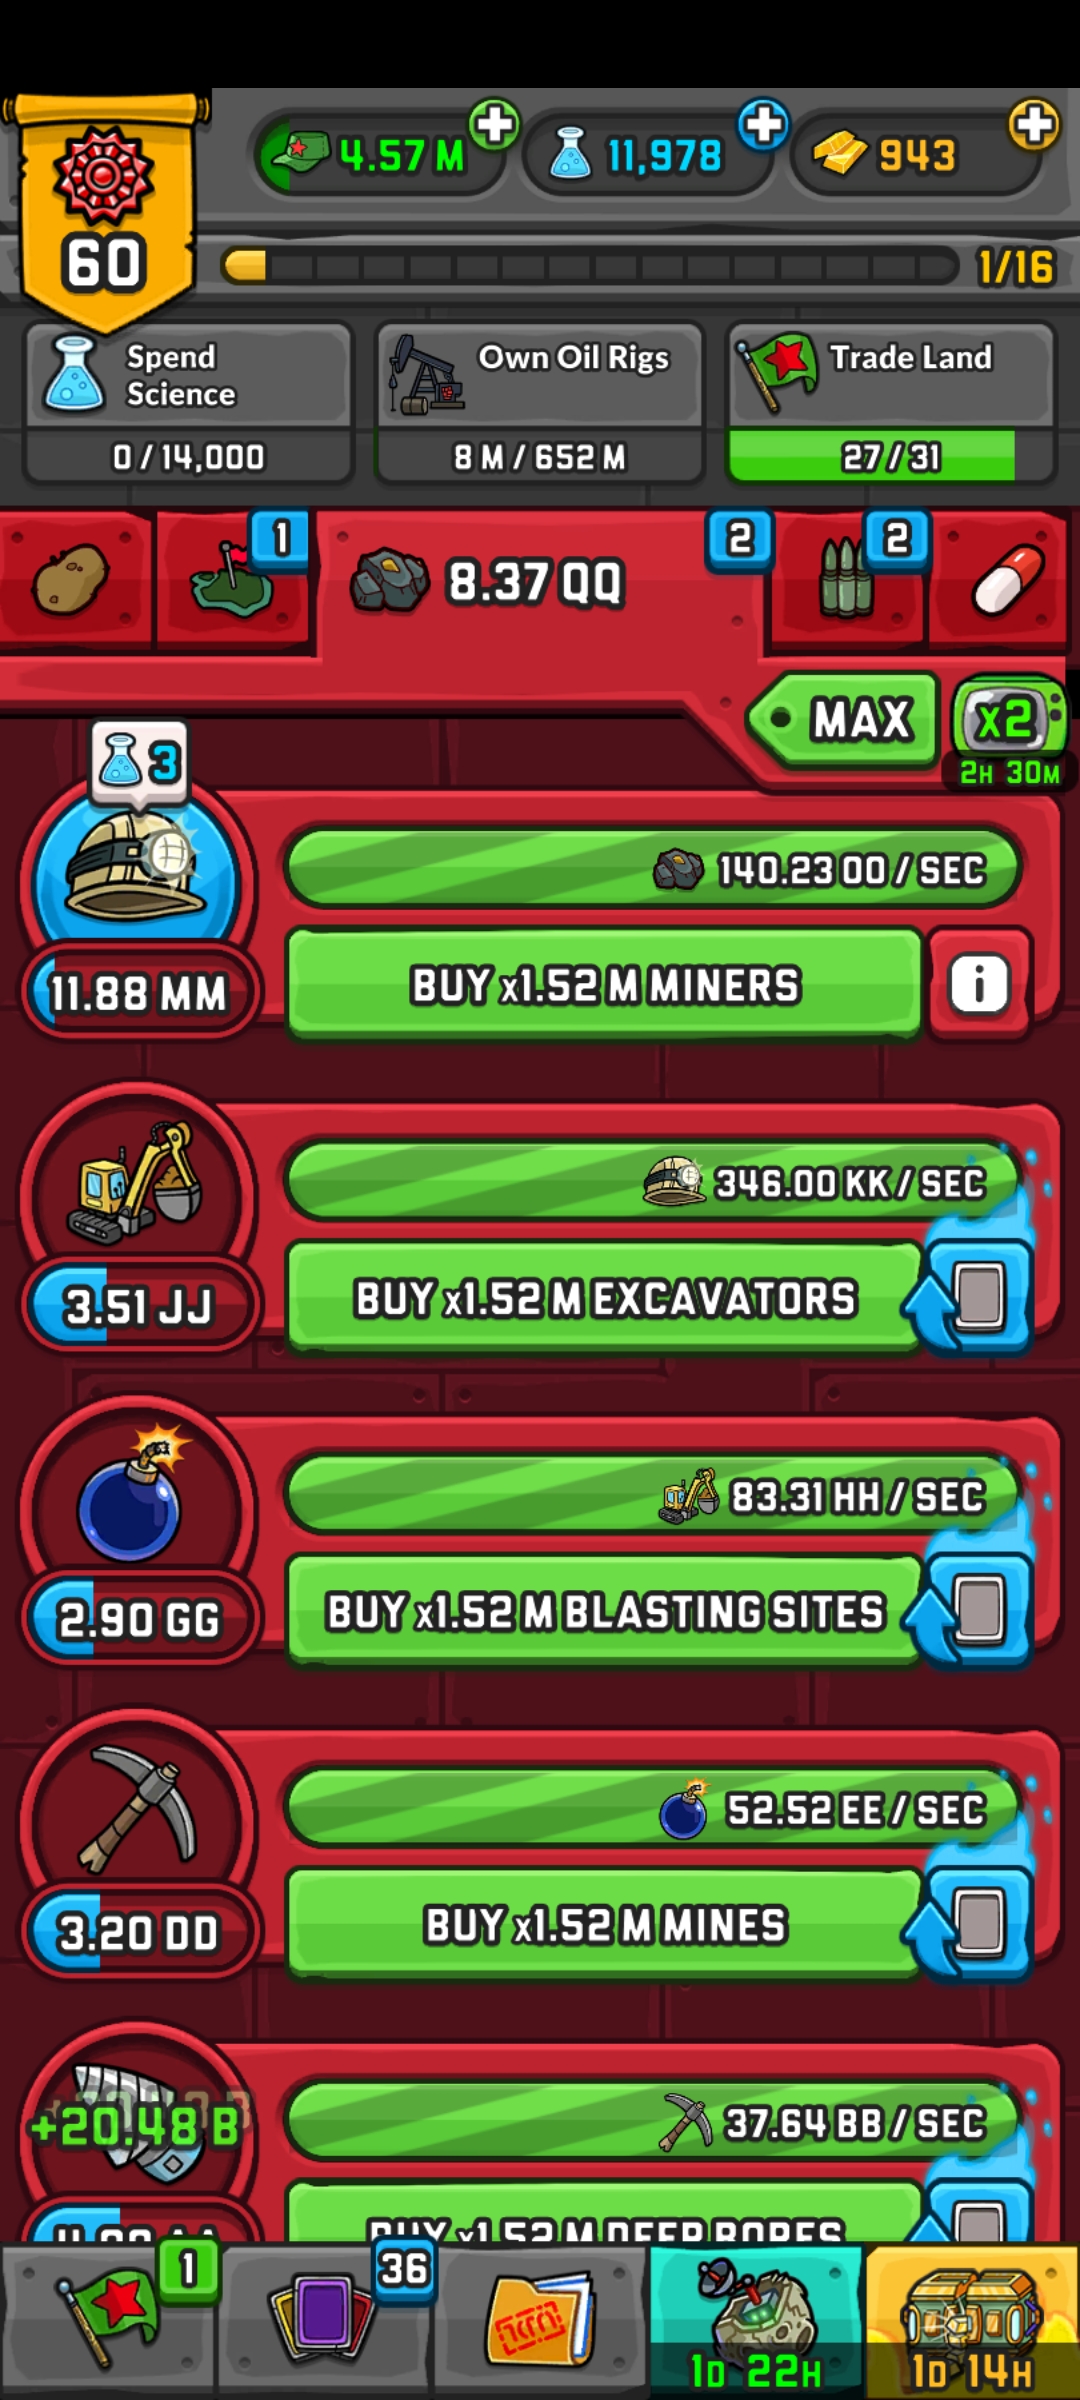 4.57 M
11,978
943
60
1/16
Spend
Science
Own Oil Rigs
Trade Land
0 / 14,000
8 M / 652 M
27 / 31
1
8.37 QQ
2
2
MAX
x2
2H 30M
3
140.23 OO / SEC
11.88 MM
BUY x1.52 M MINERS
i
346.00 KK / SEC
3.51 JJ
BUY x1.52 M EXCAVATORS
83.31 HH / SEC
2.90 GG
BUY x1.52 M BLASTING SITES
52.52 EE / SEC
3.20 DD
BUY x1.52 M MINES
+20.48 B
37.64 BB / SEC
BUY x1.52 M DEEP BORES
1
36
1D 22H
1D 14H